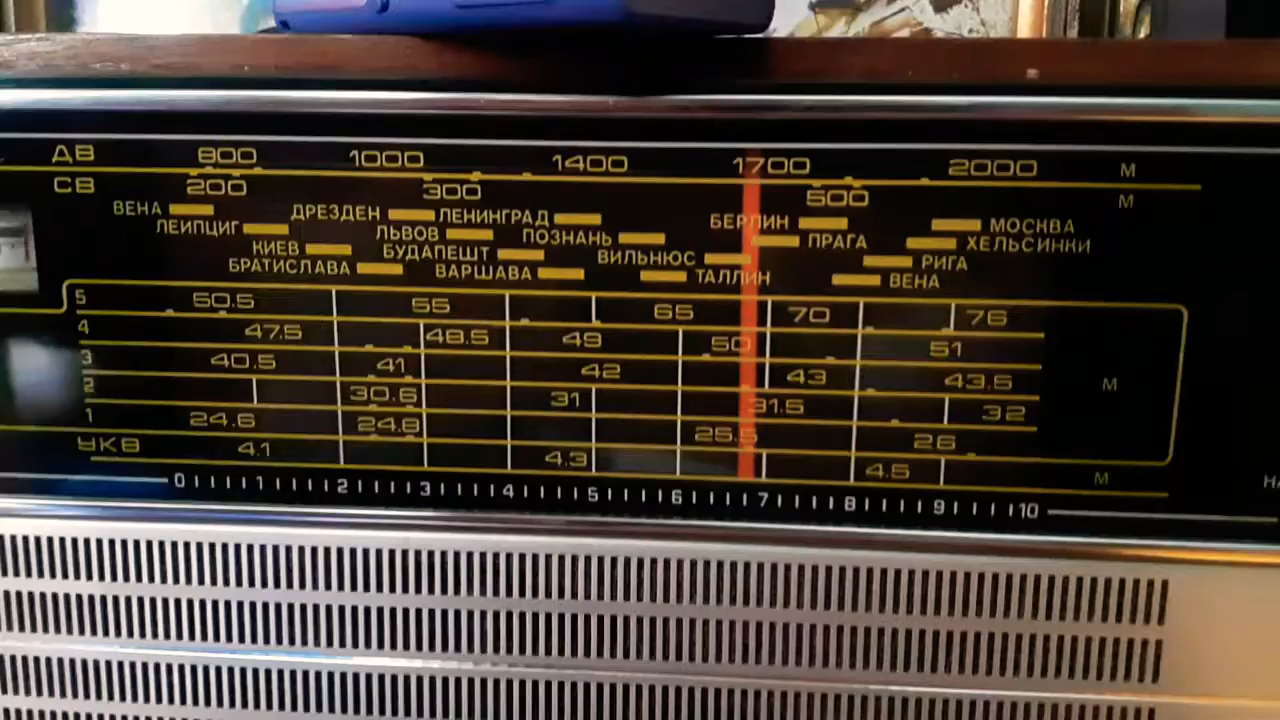 ДВ 800 1000 1400 1700 2000 М
СВ 200 300 500 М
ВЕНА ДРЕЗДЕН ЛЕНИНГРАД БЕРЛИН МОСКВА
ЛЕИПЦИГ ЛЬВОВ ПОЗНАНЬ ПРАГА ХЕЛЬСИНКИ
КИЕВ БУДАПЕШТ ВИЛЬНЮС РИГА
БРАТИСЛАВА ВАРШАВА ТАЛЛИН ВЕНА
5 50.5 55 65 70 76
4 47.5 48.5 49 50 51
3 40.5 41 42 43 43.5 М
2 30.6 31 31.5 32
1 24.6 24.8 25.5 26
УКВ 4.1 4.3 4.5 М
0 1 2 3 4 5 6 7 8 9 10